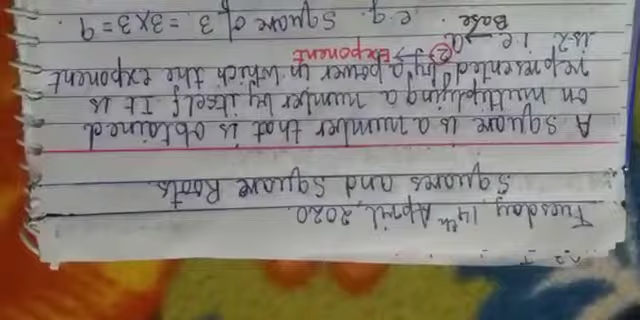 Tuesday, 14th April, 2020.
Squares and Square Roots
A square is a number that is obtained
on multiplying a number by itself. It is
represented by a power in which the exponent
is 2 i.e. → a② → Exponent
Base. e.g. Square of 3 = 3×3 = 9.